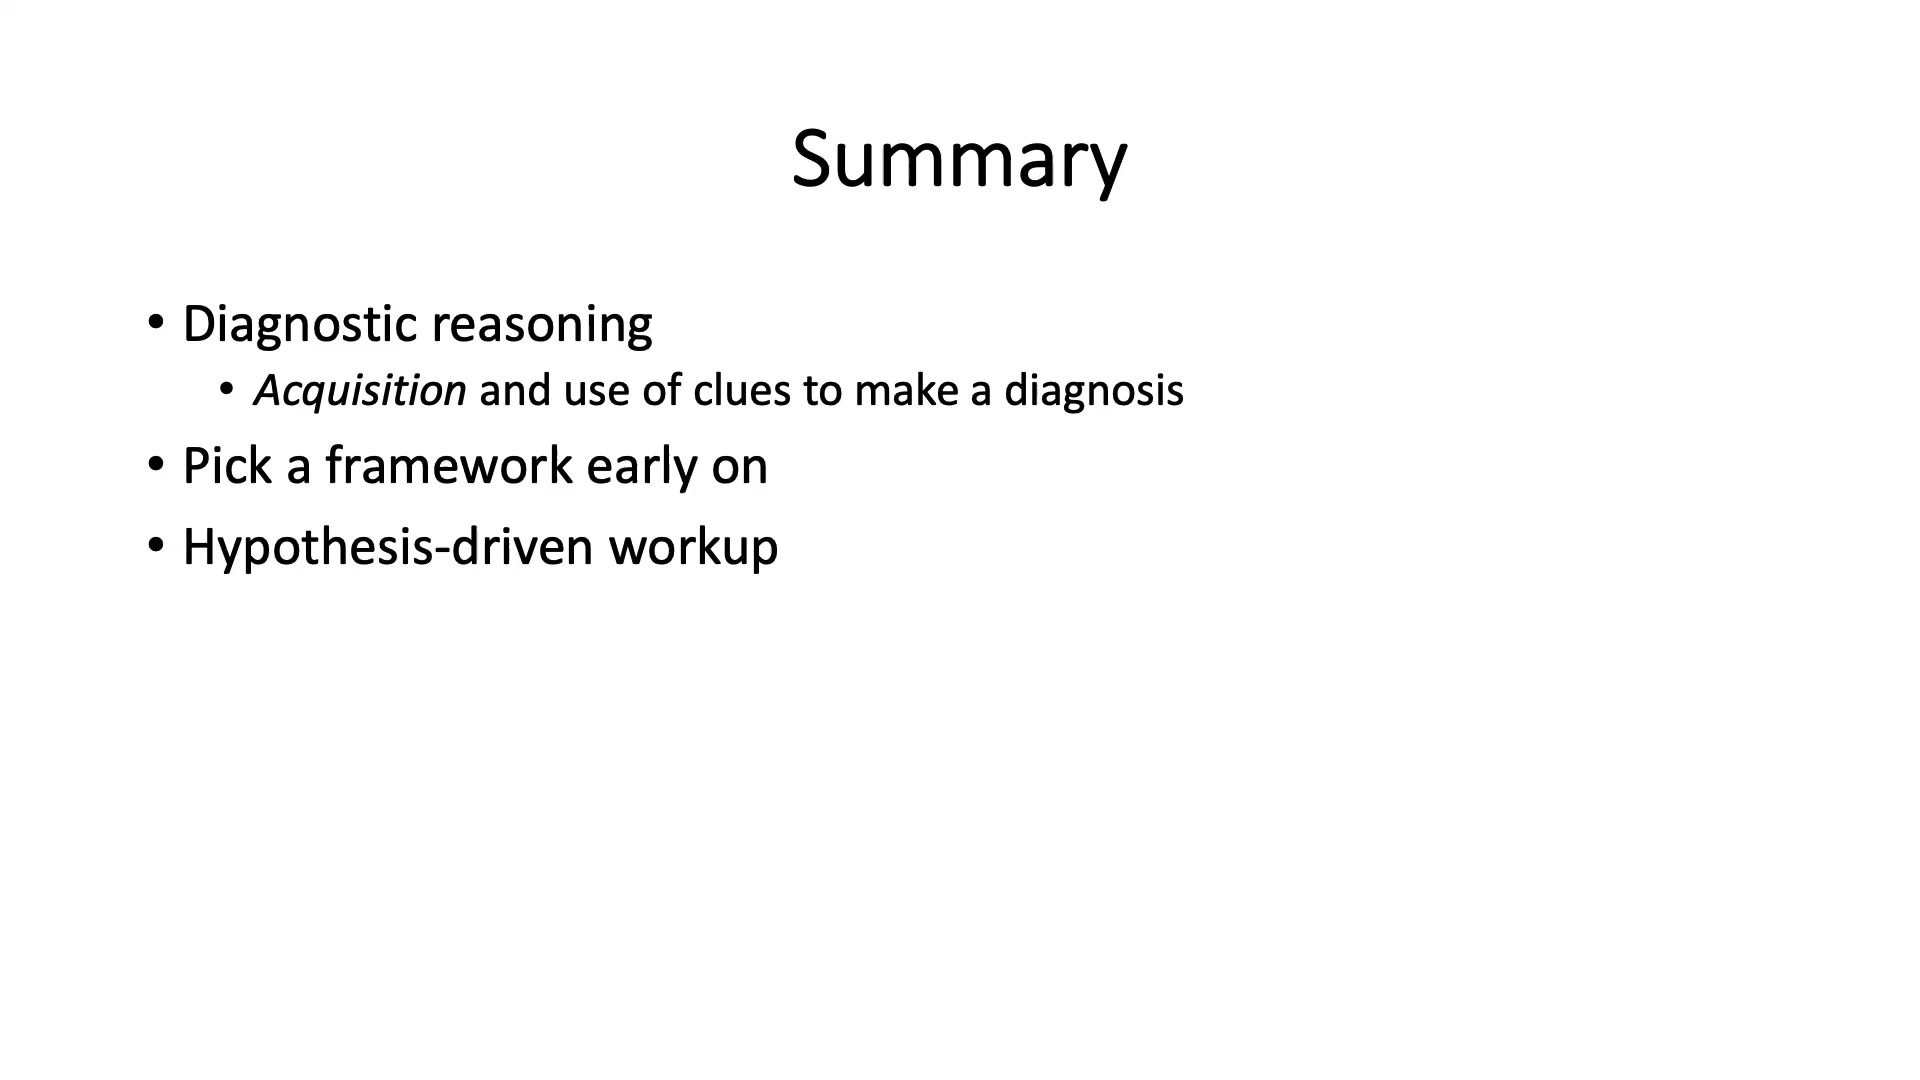 Summary
• Diagnostic reasoning
• Acquisition and use of clues to make a diagnosis
• Pick a framework early on
• Hypothesis-driven workup